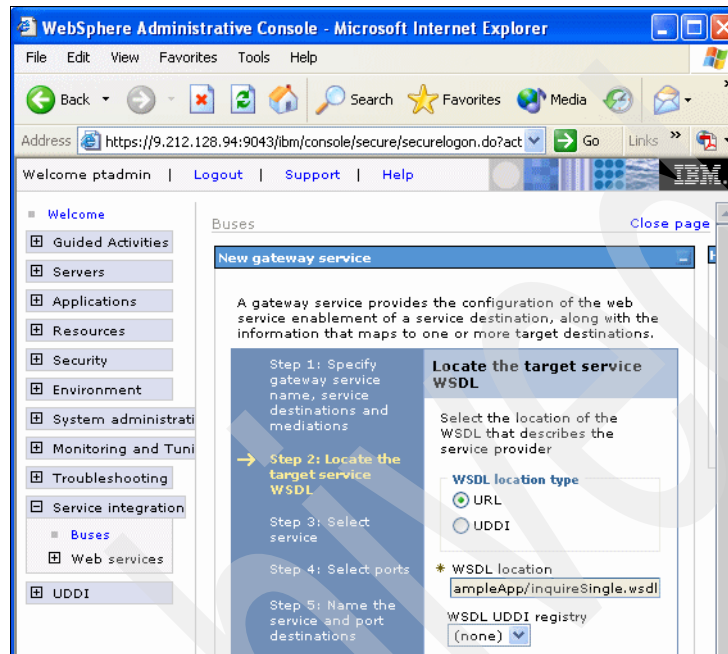 WebSphere Administrative Console - Microsoft Internet Explorer
File Edit View Favorites Tools Help
Back Search Favorites Media
Address https://9.212.128.94:9043/ibm/console/secure/securelogon.do?act Go Links »
Welcome ptadmin | Logout | Support | Help IBM.
Welcome
Guided Activities
Servers
Applications
Resources
Security
Environment
System administrati
Monitoring and Tuni
Troubleshooting
Service integration
Buses
Web services
UDDI
Buses Close page
New gateway service
A gateway service provides the configuration of the web
service enablement of a service destination, along with the
information that maps to one or more target destinations.
Step 1: Specify
gateway service
name, service
destinations and
mediations
Step 2: Locate the
target service
WSDL
Step 3: Select
service
Step 4: Select ports
Step 5: Name the
service and port
destinations
Locate the target service
WSDL
Select the location of the
WSDL that describes the
service provider
WSDL location type
URL
UDDI
* WSDL location
ampleApp/inquireSingle.wsdl
WSDL UDDI registry
(none)